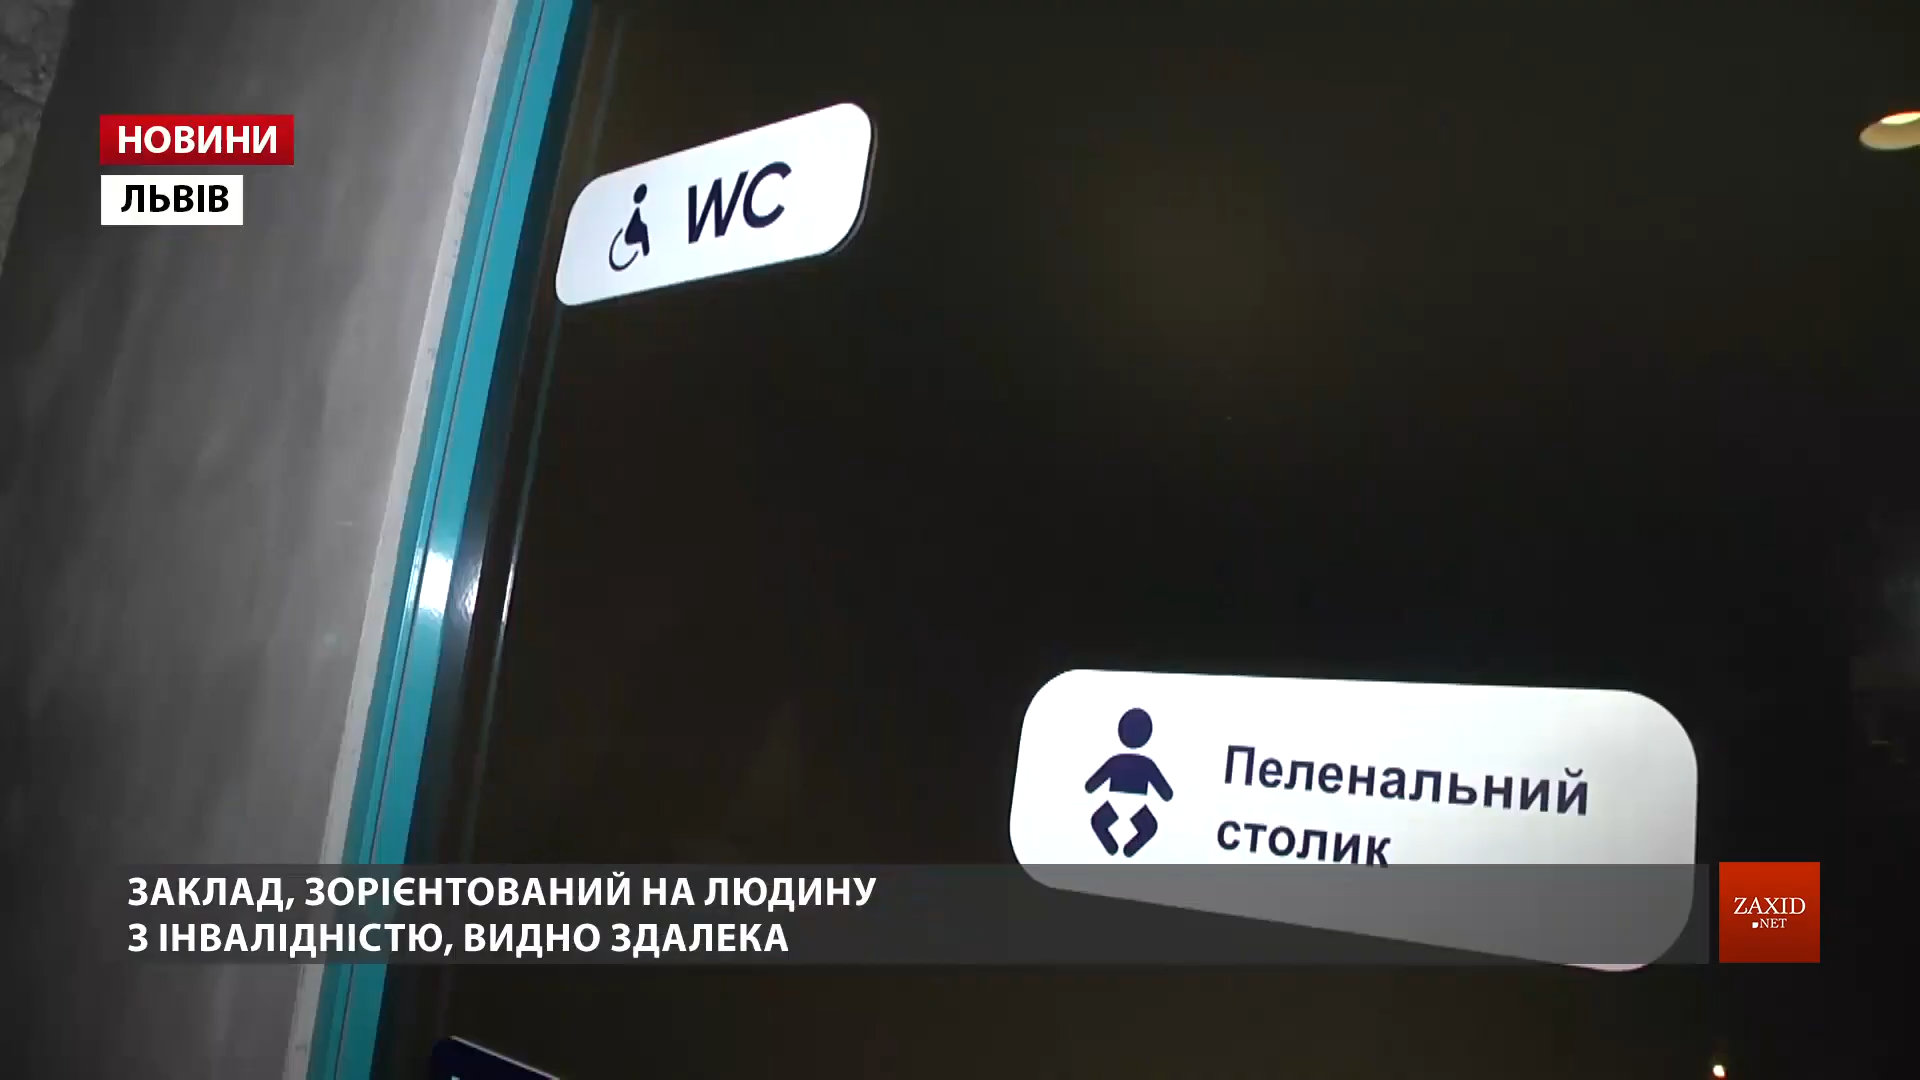 НОВИНИ
ЛЬВІВ
WC
Пеленальний
столик
ЗАКЛАД, ЗОРІЄНТОВАНИЙ НА ЛЮДИНУ
З ІНВАЛІДНІСТЮ, ВИДНО ЗДАЛЕКА
ZAXID
.NET